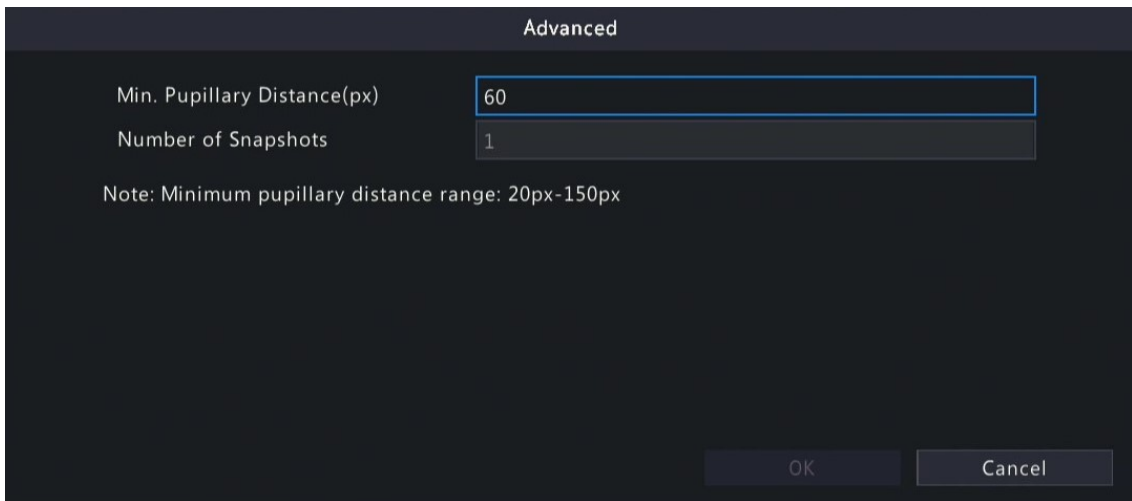 Advanced
Min. Pupillary Distance(px) 60
Number of Snapshots 1
Note: Minimum pupillary distance range: 20px-150px
OK Cancel